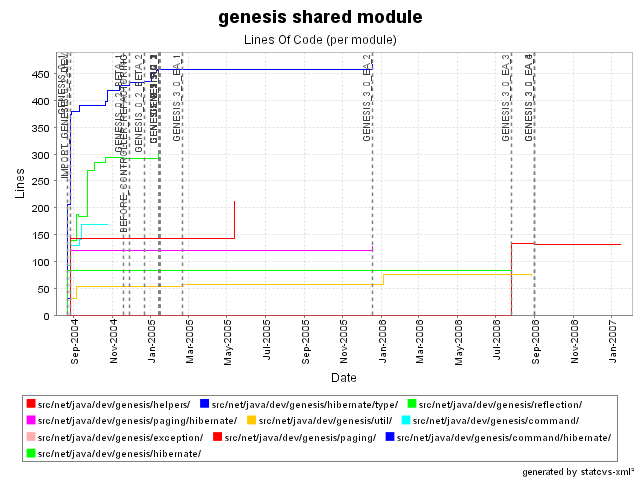 genesis shared module
Lines Of Code (per module)
Lines
450
400
350
300
250
200
150
100
50
0
GENESIS_0_2_BETA_1
BEFORE_CONTROLLER_REFACTORING
GENESIS_0_2_BETA_2
GENESIS_3_0_EA_1
GENESIS_3_0_EA_2
GENESIS_3_0_EA_3
Sep-2004
Nov-2004
Jan-2005
Mar-2005
May-2005
Jul-2005
Sep-2005
Nov-2005
Jan-2006
Mar-2006
May-2006
Jul-2006
Sep-2006
Nov-2006
Jan-2007
Date
src/net/java/dev/genesis/helpers/ src/net/java/dev/genesis/hibernate/type/ src/net/java/dev/genesis/reflection/
src/net/java/dev/genesis/paging/hibernate/ src/net/java/dev/genesis/util/ src/net/java/dev/genesis/command/
src/net/java/dev/genesis/exception/ src/net/java/dev/genesis/paging/ src/net/java/dev/genesis/command/hibernate/
src/net/java/dev/genesis/hibernate/
generated by statcvs-xml²